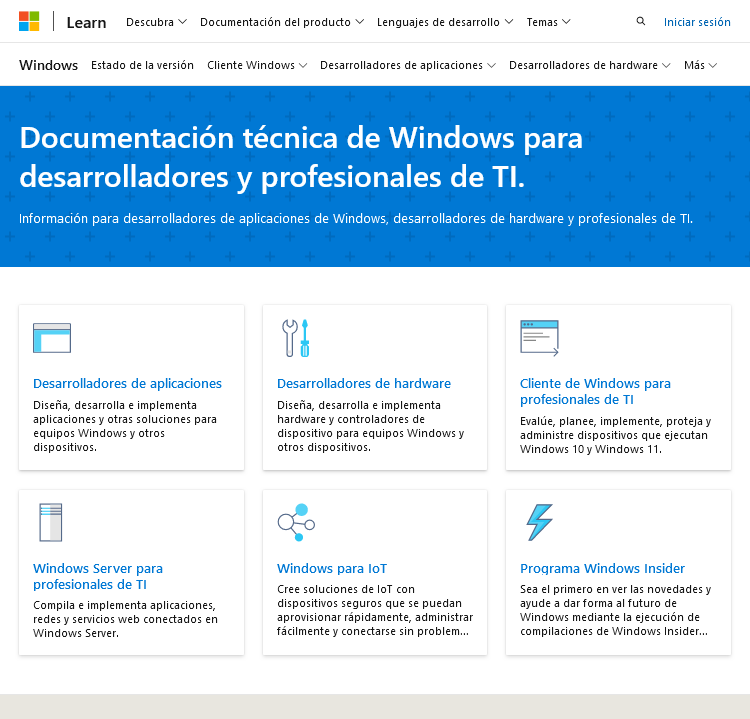 Learn Descubra Documentación del producto Lenguajes de desarrollo Temas Iniciar sesión
Windows Estado de la versión Cliente Windows Desarrolladores de aplicaciones Desarrolladores de hardware Más
Documentación técnica de Windows para
desarrolladores y profesionales de TI.
Información para desarrolladores de aplicaciones de Windows, desarrolladores de hardware y profesionales de TI.
Desarrolladores de aplicaciones
Diseña, desarrolla e implementa
aplicaciones y otras soluciones para
equipos Windows y otros
dispositivos.
Desarrolladores de hardware
Diseña, desarrolla e implementa
hardware y controladores de
dispositivo para equipos Windows y
otros dispositivos.
Cliente de Windows para
profesionales de TI
Evalúe, planee, implemente, proteja y
administre dispositivos que ejecutan
Windows 10 y Windows 11.
Windows Server para
profesionales de TI
Compila e implementa aplicaciones,
redes y servicios web conectados en
Windows Server.
Windows para IoT
Cree soluciones de IoT con
dispositivos seguros que se puedan
aprovisionar rápidamente, administrar
fácilmente y conectarse sin problem...
Programa Windows Insider
Sea el primero en ver las novedades y
ayude a dar forma al futuro de
Windows mediante la ejecución de
compilaciones de Windows Insider...